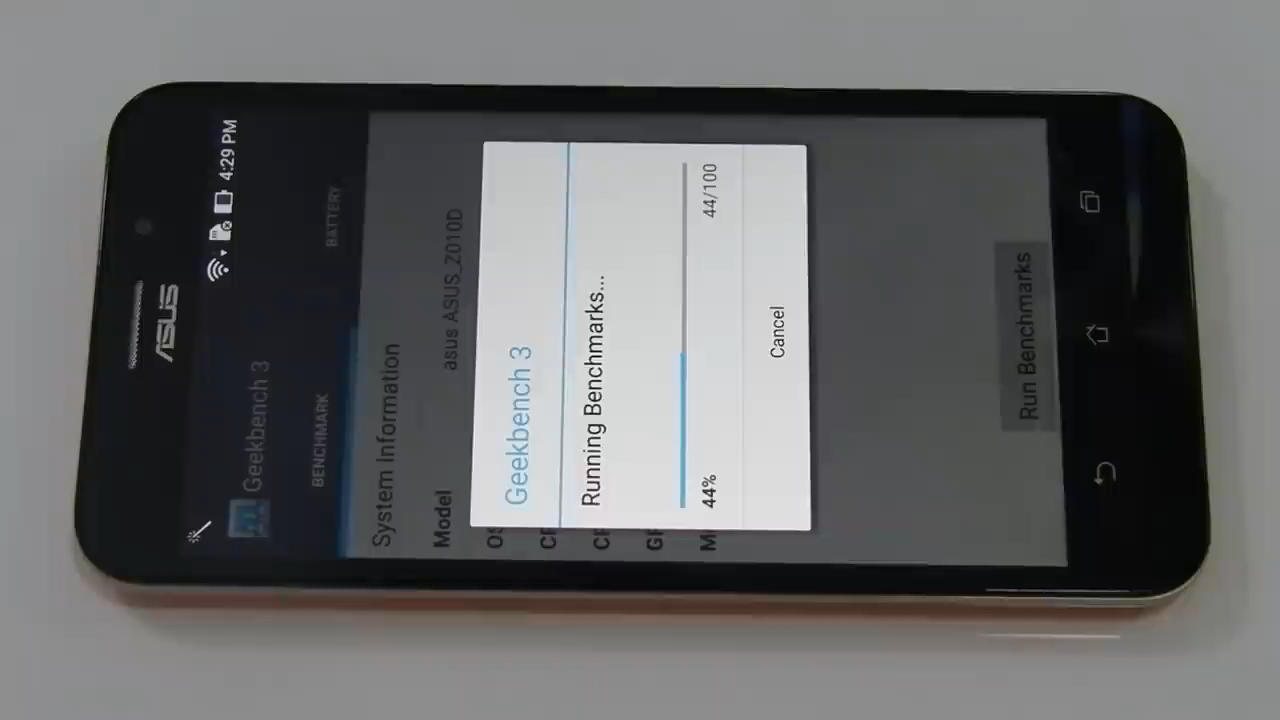 ASUS
4:29 PM
Geekbench 3
BENCHMARK
BATTERY
System Information
Model
asus ASUS_Z010D
Geekbench 3
Running Benchmarks...
44%
44/100
Cancel
Run Benchmarks